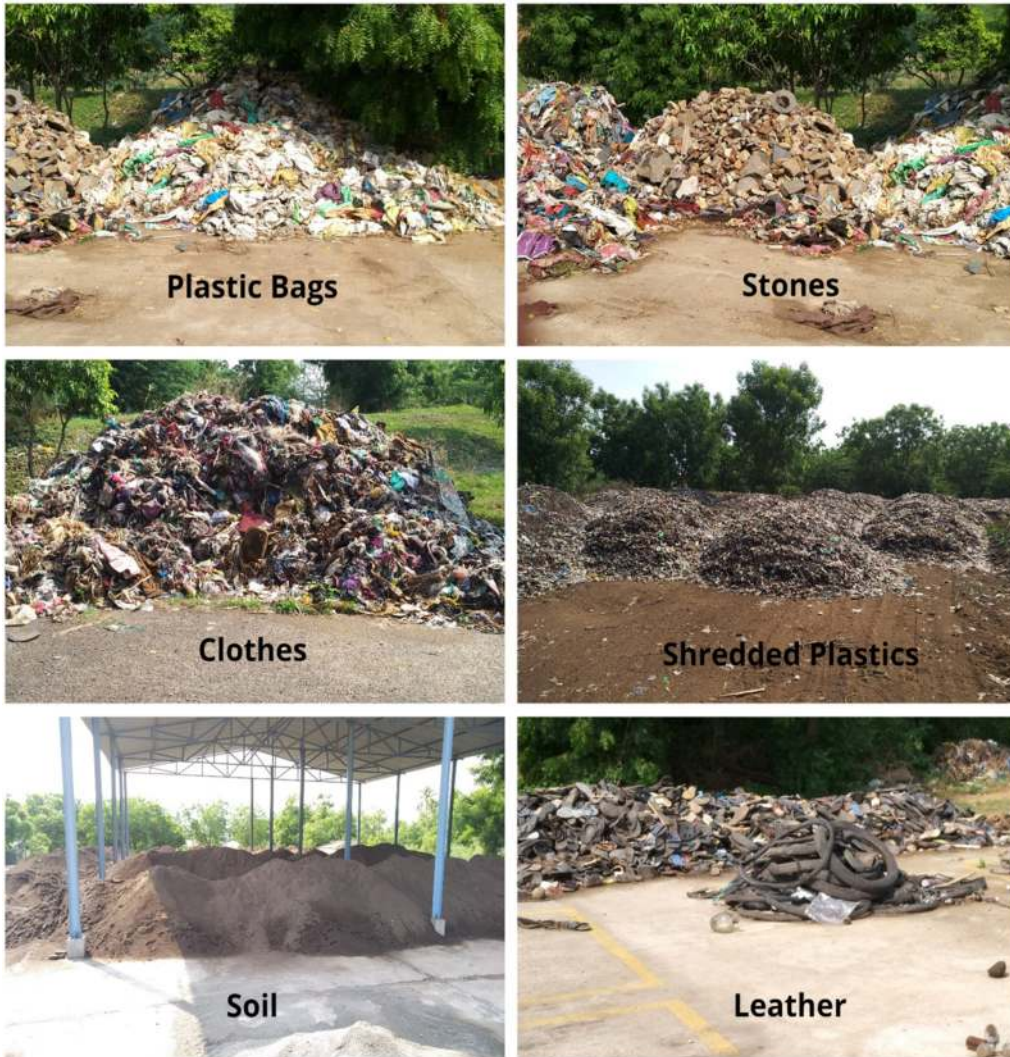 Plastic Bags
Stones
Clothes
Shredded Plastics
Soil
Leather